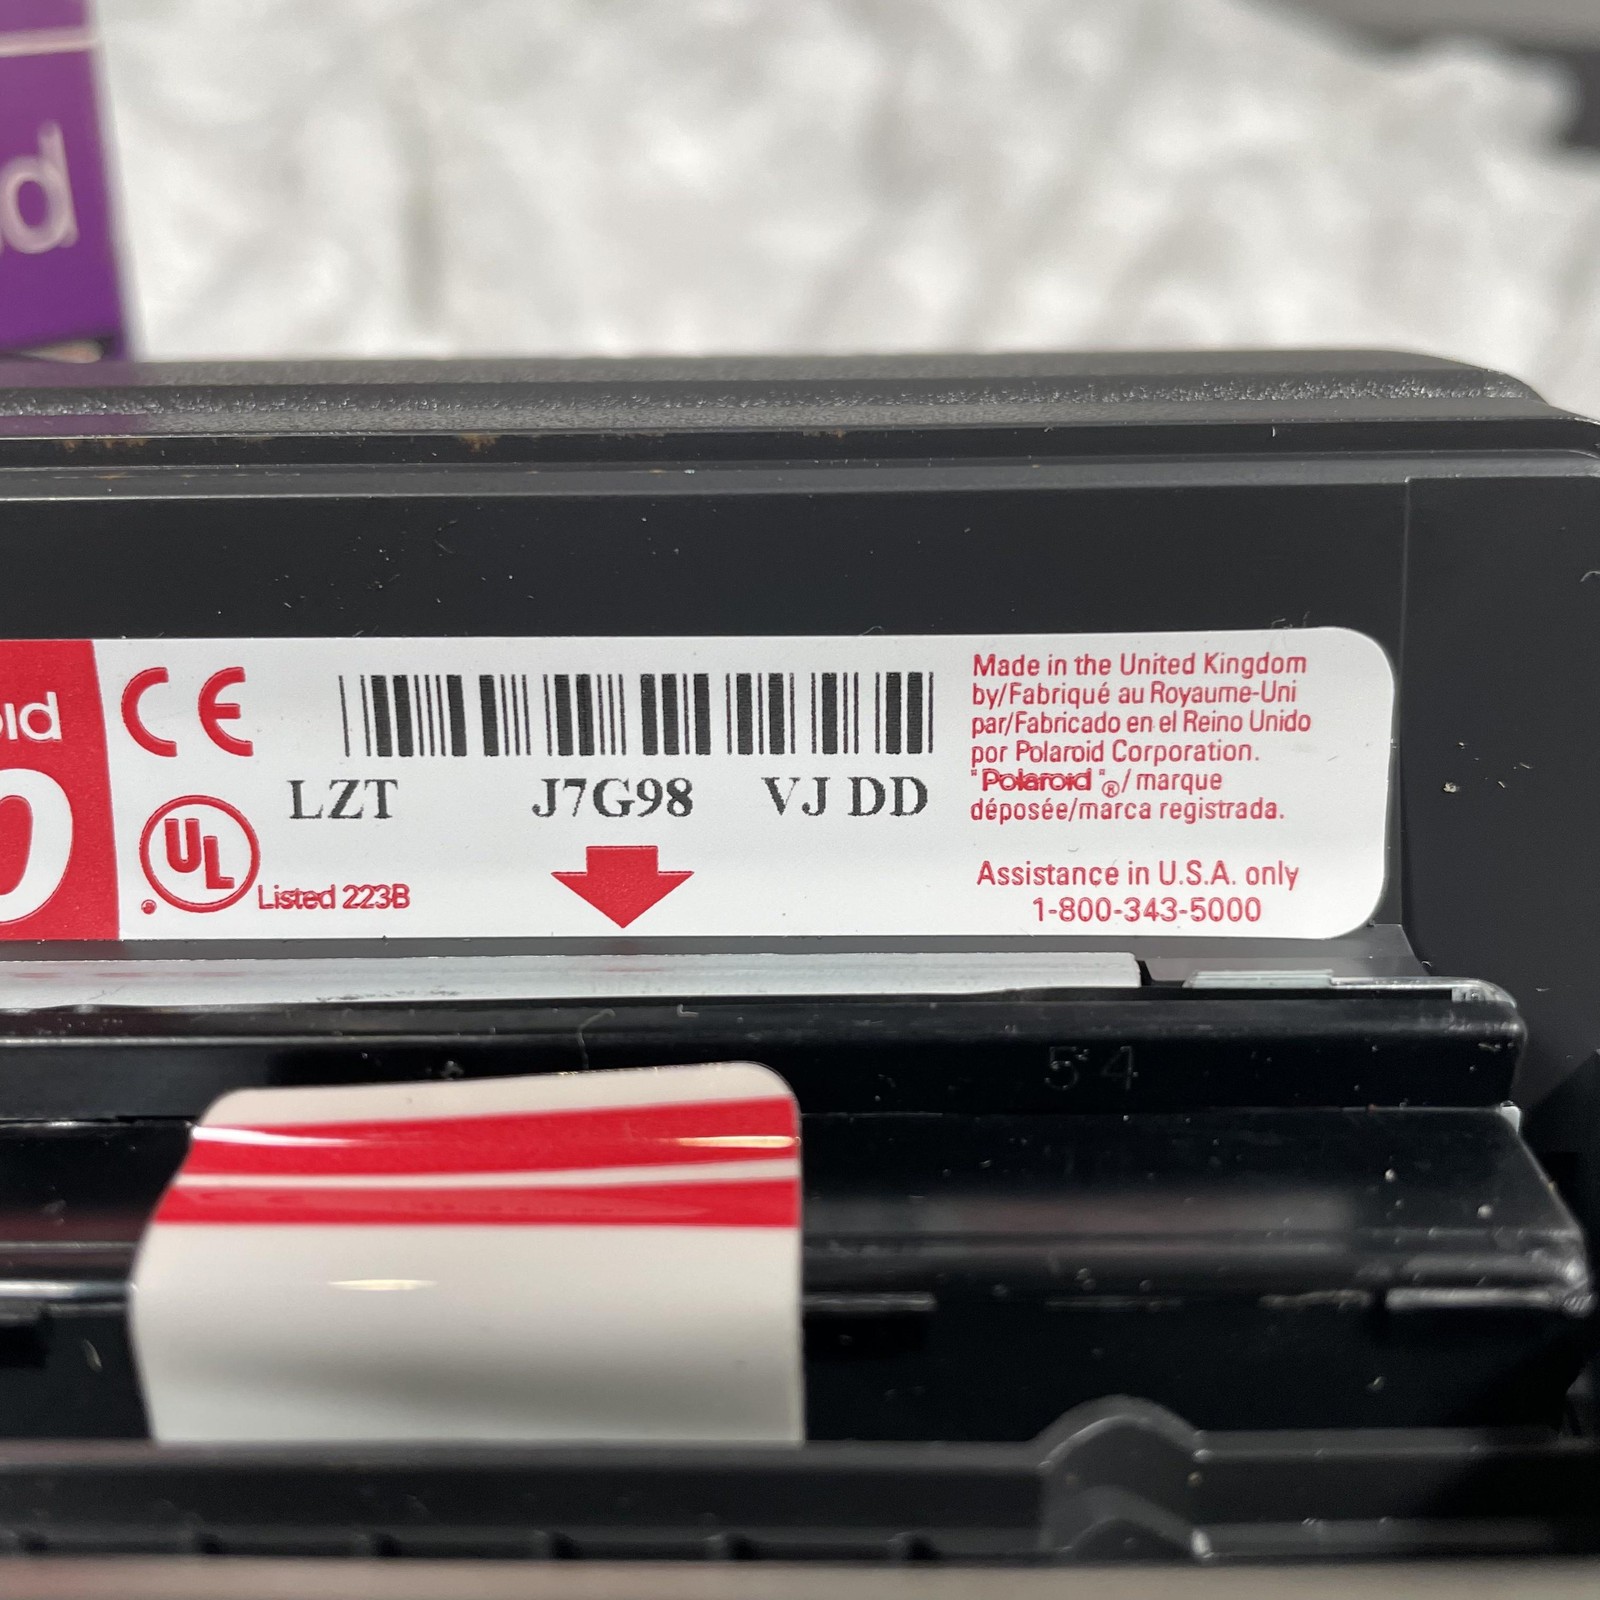 d
oid
0
CE
LZT J7G98 VJ DD
UL
Listed 223B
Made in the United Kingdom
by/Fabriqué au Royaume-Uni
par/Fabricado en el Reino Unido
por Polaroid Corporation.
"Polaroid"®/marque
déposée/marca registrada.
Assistance in U.S.A. only
1-800-343-5000
54